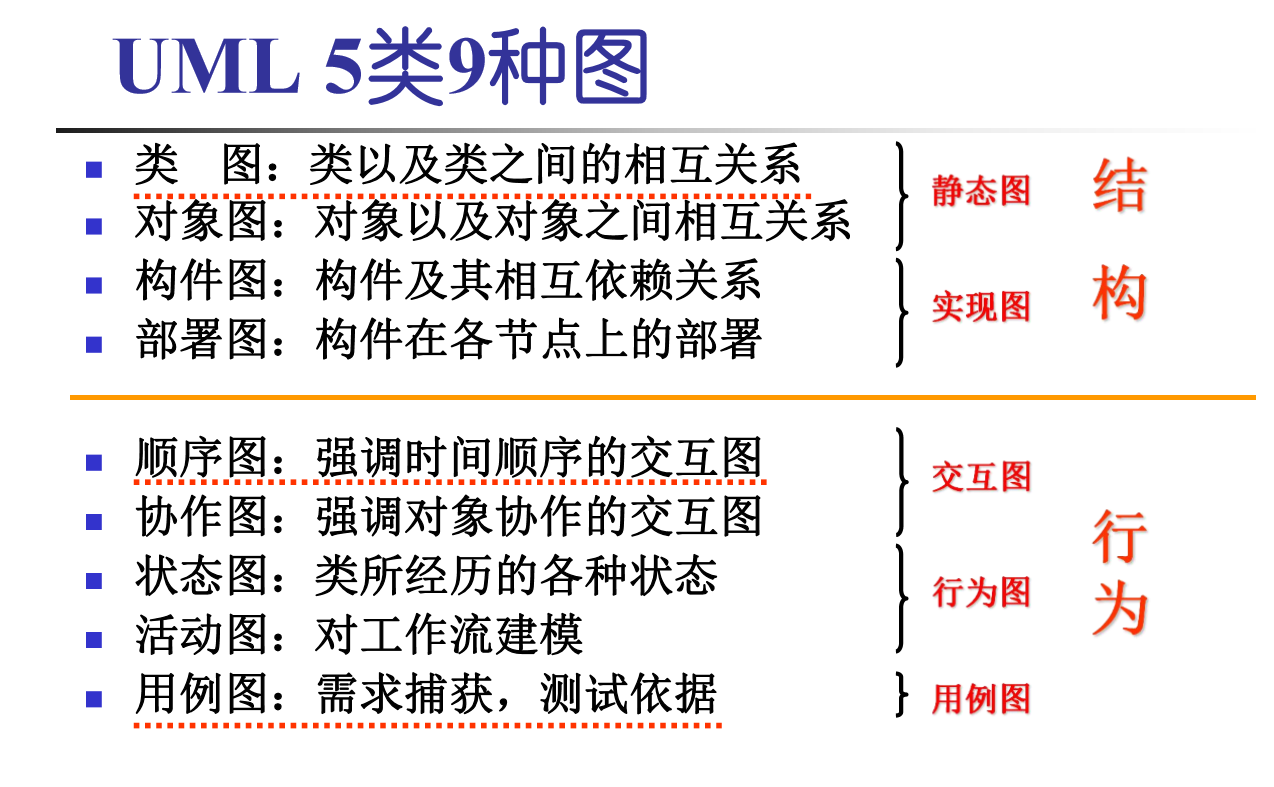 UML 5类9种图
类 图：类以及类之间的相互关系
对象图：对象以及对象之间相互关系
静态图
构件图：构件及其相互依赖关系
部署图：构件在各节点上的部署
实现图
结
构
顺序图：强调时间顺序的交互图
协作图：强调对象协作的交互图
交互图
状态图：类所经历的各种状态
活动图：对工作流建模
行为图
用例图：需求捕获，测试依据
用例图
行
为